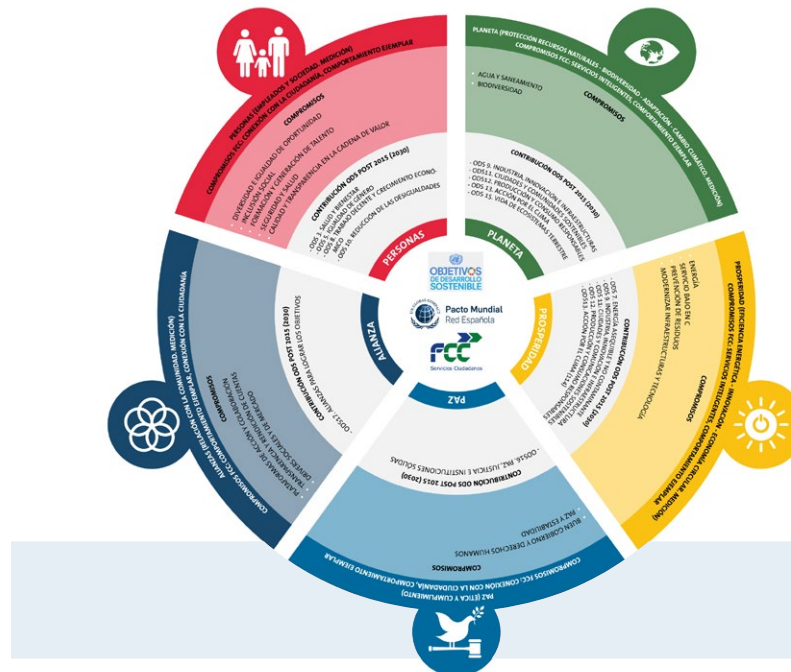 PERSONAS (EMPLEADOS Y SOCIEDAD. MEDICIÓN)
COMPROMISOS FCC: CONEXIÓN CON LA CIUDADANÍA, COMPORTAMIENTO EJEMPLAR
COMPROMISOS
· DIVERSIDAD E IGUALDAD DE OPORTUNIDAD
· INCLUSIÓN SOCIAL
· FORMACIÓN Y GENERACIÓN DE TALENTO
· SEGURIDAD Y SALUD
· CALIDAD Y TRANSPARENCIA EN LA CADENA DE VALOR
CONTRIBUCIÓN ODS POST 2015 (2030)
- ODS 3. SALUD Y BIENESTAR
- ODS 5. IGUALDAD DE GÉNERO
- ODS 8. TRABAJO DECENTE Y CRECIMIENTO ECONÓ-
MICO
- ODS 10. REDUCCIÓN DE LAS DESIGUALDADES
PERSONAS
PLANETA (PROTECCIÓN RECURSOS NATURALES - BIODIVERSIDAD - ADAPTACIÓN - CAMBIO CLIMÁTICO. MEDICIÓN)
COMPROMISOS FCC: SERVICIOS INTELIGENTES, COMPORTAMIENTO EJEMPLAR
COMPROMISOS
· AGUA Y SANEAMIENTO
· BIODIVERSIDAD
CONTRIBUCIÓN ODS POST 2015 (2030)
- ODS 9. INDUSTRIA, INNOVACIÓN E INFRAESTRUCTURAS
- ODS11. CIUDADES Y COMUNIDADES SOSTENIBLES
- ODS12. PRODUCCIÓN Y CONSUMO RESPONSABLES
- ODS 13. ACCIÓN POR EL CLIMA
- ODS 15. VIDA DE ECOSISTEMAS TERRESTRE
PLANETA
PROSPERIDAD (EFICIENCIA ENERGÉTICA - INNOVACIÓN - ECONOMÍA CIRCULAR. MEDICIÓN)
COMPROMISOS FCC: SERVICIOS INTELIGENTES, COMPORTAMIENTO EJEMPLAR
COMPROMISOS
ENERGÍA
SERVICIO BAJO EN C
· PREVENCIÓN DE RESIDUOS
· MODERNIZAR INFRAESTRUCTURAS Y TECNOLOGÍA
CONTRIBUCIÓN ODS POST 2015 (2030)
- ODS 7. ENERGÍA ASEQUIBLE Y NO CONTAMINANTE
- ODS 9. INDUSTRIA, INNOVACIÓN E INFRAESTRUCTURA
- ODS 11. CIUDADES Y COMUNICACIONES SOSTENIBLES
- ODS 12. PRODUCCIÓN Y CONSUMO RESPONSABLES
- ODS13. ACCIÓN POR EL CLIMA (14)
PROSPERIDAD
PAZ (ÉTICA Y CUMPLIMIENTO)
COMPROMISOS FCC: CONEXIÓN CON LA CIUDADANÍA, COMPORTAMIENTO EJEMPLAR
COMPROMISOS
· BUEN GOBIERNO Y DERECHOS HUMANOS
· PAZ Y ESTABILIDAD
CONTRIBUCIÓN ODS POST 2015 (2030)
- ODS16. PAZ, JUSTICIA E INSTITUCIONES SÓLIDAS
PAZ
ALIANZAS (RELACIÓN CON LA COMUNIDAD. MEDICIÓN)
COMPROMISOS FCC: COMPORTAMIENTO EJEMPLAR, CONEXIÓN CON LA CIUDADANÍA
COMPROMISOS
· PLATAFORMAS DE ACCIÓN Y COLABORACIÓN
· TRANSPARENCIA Y RENDICIÓN DE CUENTAS
· DRIVERS SOCIALES Y DE MERCADO
CONTRIBUCIÓN ODS POST 2015 (2030)
- ODS17. ALIANZAS PARA LOGRAR LOS OBJETIVOS
ALIANZA
OBJETIVOS
DE DESARROLLO
SOSTENIBLE
Pacto Mundial
Red Española
FCC
Servicios Ciudadanos